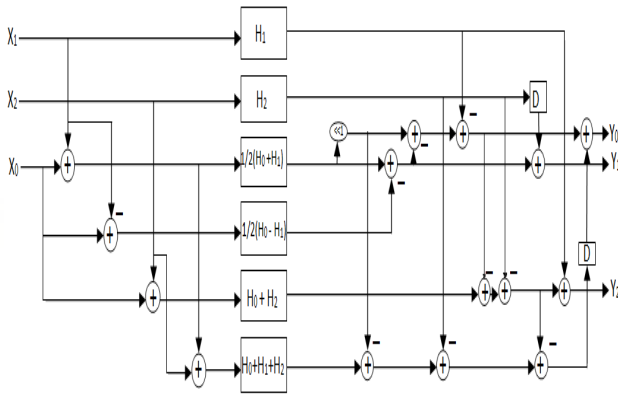 X₁
H₁
X₂
H₂
D
<<1
Y₀
X₀
1/2(H₀+H₁)
Y₁
1/2(H₀- H₁)
D
H₀ + H₂
Y₂
H₀+H₁+H₂